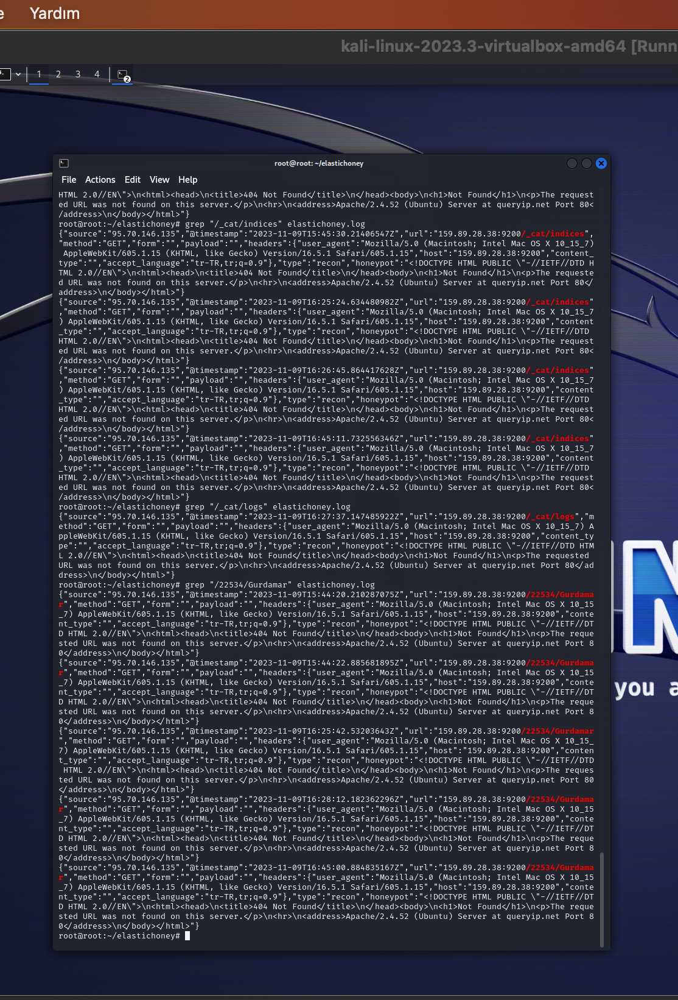 Yardım
kali-linux-2023.3-virtualbox-amd64 [Runn
1 2 3 4 2
root@root: ~/elastichoney
File Actions Edit View Help
HTML 2.0//EN\">\n<html><head>\n<title>404 Not Found</title>\n</head><body>\n<h1>Not Found</h1>\n<p>The request
ed URL was not found on this server.</p>\n<hr>\n<address>Apache/2.4.52 (Ubuntu) Server at queryip.net Port 80<
/address>\n</body></html>"}
root@root:~/elastichoney# grep "/_cat/indices" elastichoney.log
{"source":"95.70.146.135","@timestamp":"2023-11-09T15:45:30.21406547Z","url":"159.89.28.38:9200/_cat/indices",
"method":"GET","form":"","payload":"","headers":{"user_agent":"Mozilla/5.0 (Macintosh; Intel Mac OS X 10_15_7)
 AppleWebKit/605.1.15 (KHTML, like Gecko) Version/16.5.1 Safari/605.1.15","host":"159.89.28.38:9200","content_
type":"","accept_language":"tr-TR,tr;q=0.9"},"type":"recon","honeypot":"<!DOCTYPE HTML PUBLIC \"-//IETF//DTD H
TML 2.0//EN\">\n<html><head>\n<title>404 Not Found</title>\n</head><body>\n<h1>Not Found</h1>\n<p>The requeste
d URL was not found on this server.</p>\n<hr>\n<address>Apache/2.4.52 (Ubuntu) Server at queryip.net Port 80</
address>\n</body></html>"}
{"source":"95.70.146.135","@timestamp":"2023-11-09T16:25:24.634480982Z","url":"159.89.28.38:9200/_cat/indices"
,"method":"GET","form":"","payload":"","headers":{"user_agent":"Mozilla/5.0 (Macintosh; Intel Mac OS X 10_15_7
) AppleWebKit/605.1.15 (KHTML, like Gecko) Version/16.5.1 Safari/605.1.15","host":"159.89.28.38:9200","content
_type":"","accept_language":"tr-TR,tr;q=0.9"},"type":"recon","honeypot":"<!DOCTYPE HTML PUBLIC \"-//IETF//DTD
HTML 2.0//EN\">\n<html><head>\n<title>404 Not Found</title>\n</head><body>\n<h1>Not Found</h1>\n<p>The request
ed URL was not found on this server.</p>\n<hr>\n<address>Apache/2.4.52 (Ubuntu) Server at queryip.net Port 80<
/address>\n</body></html>"}
{"source":"95.70.146.135","@timestamp":"2023-11-09T16:26:45.864417628Z","url":"159.89.28.38:9200/_cat/indices"
,"method":"GET","form":"","payload":"","headers":{"user_agent":"Mozilla/5.0 (Macintosh; Intel Mac OS X 10_15_7
) AppleWebKit/605.1.15 (KHTML, like Gecko) Version/16.5.1 Safari/605.1.15","host":"159.89.28.38:9200","content
_type":"","accept_language":"tr-TR,tr;q=0.9"},"type":"recon","honeypot":"<!DOCTYPE HTML PUBLIC \"-//IETF//DTD
HTML 2.0//EN\">\n<html><head>\n<title>404 Not Found</title>\n</head><body>\n<h1>Not Found</h1>\n<p>The request
ed URL was not found on this server.</p>\n<hr>\n<address>Apache/2.4.52 (Ubuntu) Server at queryip.net Port 80<
/address>\n</body></html>"}
{"source":"95.70.146.135","@timestamp":"2023-11-09T16:45:11.732556346Z","url":"159.89.28.38:9200/_cat/indices"
,"method":"GET","form":"","payload":"","headers":{"user_agent":"Mozilla/5.0 (Macintosh; Intel Mac OS X 10_15_7
) AppleWebKit/605.1.15 (KHTML, like Gecko) Version/16.5.1 Safari/605.1.15","host":"159.89.28.38:9200","content
_type":"","accept_language":"tr-TR,tr;q=0.9"},"type":"recon","honeypot":"<!DOCTYPE HTML PUBLIC \"-//IETF//DTD
HTML 2.0//EN\">\n<html><head>\n<title>404 Not Found</title>\n</head><body>\n<h1>Not Found</h1>\n<p>The request
ed URL was not found on this server.</p>\n<hr>\n<address>Apache/2.4.52 (Ubuntu) Server at queryip.net Port 80<
/address>\n</body></html>"}
root@root:~/elastichoney# grep "/_cat/logs" elastichoney.log
{"source":"95.70.146.135","@timestamp":"2023-11-09T16:27:37.147485922Z","url":"159.89.28.38:9200/_cat/logs","m
ethod":"GET","form":"","payload":"","headers":{"user_agent":"Mozilla/5.0 (Macintosh; Intel Mac OS X 10_15_7) A
ppleWebKit/605.1.15 (KHTML, like Gecko) Version/16.5.1 Safari/605.1.15","host":"159.89.28.38:9200","content_ty
pe":"","accept_language":"tr-TR,tr;q=0.9"},"type":"recon","honeypot":"<!DOCTYPE HTML PUBLIC \"-//IETF//DTD HTM
L 2.0//EN\">\n<html><head>\n<title>404 Not Found</title>\n</head><body>\n<h1>Not Found</h1>\n<p>The requested
URL was not found on this server.</p>\n<hr>\n<address>Apache/2.4.52 (Ubuntu) Server at queryip.net Port 80</ad
dress>\n</body></html>"}
root@root:~/elastichoney# grep "/22534/Gurdamar" elastichoney.log
{"source":"95.70.146.135","@timestamp":"2023-11-09T15:44:20.210287075Z","url":"159.89.28.38:9200/22534/Gurdama
r","method":"GET","form":"","payload":"","headers":{"user_agent":"Mozilla/5.0 (Macintosh; Intel Mac OS X 10_15
_7) AppleWebKit/605.1.15 (KHTML, like Gecko) Version/16.5.1 Safari/605.1.15","host":"159.89.28.38:9200","conte
nt_type":"","accept_language":"tr-TR,tr;q=0.9"},"type":"recon","honeypot":"<!DOCTYPE HTML PUBLIC \"-//IETF//DT
D HTML 2.0//EN\">\n<html><head>\n<title>404 Not Found</title>\n</head><body>\n<h1>Not Found</h1>\n<p>The reque
sted URL was not found on this server.</p>\n<hr>\n<address>Apache/2.4.52 (Ubuntu) Server at queryip.net Port 8
0</address>\n</body></html>"}
{"source":"95.70.146.135","@timestamp":"2023-11-09T15:44:22.885681895Z","url":"159.89.28.38:9200/22534/Gurdama
r","method":"GET","form":"","payload":"","headers":{"user_agent":"Mozilla/5.0 (Macintosh; Intel Mac OS X 10_15
_7) AppleWebKit/605.1.15 (KHTML, like Gecko) Version/16.5.1 Safari/605.1.15","host":"159.89.28.38:9200","conte
nt_type":"","accept_language":"tr-TR,tr;q=0.9"},"type":"recon","honeypot":"<!DOCTYPE HTML PUBLIC \"-//IETF//DT
D HTML 2.0//EN\">\n<html><head>\n<title>404 Not Found</title>\n</head><body>\n<h1>Not Found</h1>\n<p>The reque
sted URL was not found on this server.</p>\n<hr>\n<address>Apache/2.4.52 (Ubuntu) Server at queryip.net Port 8
0</address>\n</body></html>"}
{"source":"95.70.146.135","@timestamp":"2023-11-09T16:25:42.53203643Z","url":"159.89.28.38:9200/22534/Gurdamar
","method":"GET","form":"","payload":"","headers":{"user_agent":"Mozilla/5.0 (Macintosh; Intel Mac OS X 10_15_
7) AppleWebKit/605.1.15 (KHTML, like Gecko) Version/16.5.1 Safari/605.1.15","host":"159.89.28.38:9200","conten
t_type":"","accept_language":"tr-TR,tr;q=0.9"},"type":"recon","honeypot":"<!DOCTYPE HTML PUBLIC \"-//IETF//DTD
 HTML 2.0//EN\">\n<html><head>\n<title>404 Not Found</title>\n</head><body>\n<h1>Not Found</h1>\n<p>The reques
ted URL was not found on this server.</p>\n<hr>\n<address>Apache/2.4.52 (Ubuntu) Server at queryip.net Port 80
</address>\n</body></html>"}
{"source":"95.70.146.135","@timestamp":"2023-11-09T16:28:12.182362296Z","url":"159.89.28.38:9200/22534/Gurdama
r","method":"GET","form":"","payload":"","headers":{"user_agent":"Mozilla/5.0 (Macintosh; Intel Mac OS X 10_15
_7) AppleWebKit/605.1.15 (KHTML, like Gecko) Version/16.5.1 Safari/605.1.15","host":"159.89.28.38:9200","conte
nt_type":"","accept_language":"tr-TR,tr;q=0.9"},"type":"recon","honeypot":"<!DOCTYPE HTML PUBLIC \"-//IETF//DT
D HTML 2.0//EN\">\n<html><head>\n<title>404 Not Found</title>\n</head><body>\n<h1>Not Found</h1>\n<p>The reque
sted URL was not found on this server.</p>\n<hr>\n<address>Apache/2.4.52 (Ubuntu) Server at queryip.net Port 8
0</address>\n</body></html>"}
{"source":"95.70.146.135","@timestamp":"2023-11-09T16:45:00.884835167Z","url":"159.89.28.38:9200/22534/Gurdama
r","method":"GET","form":"","payload":"","headers":{"user_agent":"Mozilla/5.0 (Macintosh; Intel Mac OS X 10_15
_7) AppleWebKit/605.1.15 (KHTML, like Gecko) Version/16.5.1 Safari/605.1.15","host":"159.89.28.38:9200","conte
nt_type":"","accept_language":"tr-TR,tr;q=0.9"},"type":"recon","honeypot":"<!DOCTYPE HTML PUBLIC \"-//IETF//DT
D HTML 2.0//EN\">\n<html><head>\n<title>404 Not Found</title>\n</head><body>\n<h1>Not Found</h1>\n<p>The reque
sted URL was not found on this server.</p>\n<hr>\n<address>Apache/2.4.52 (Ubuntu) Server at queryip.net Port 8
0</address>\n</body></html>"}
root@root:~/elastichoney#
N
you a